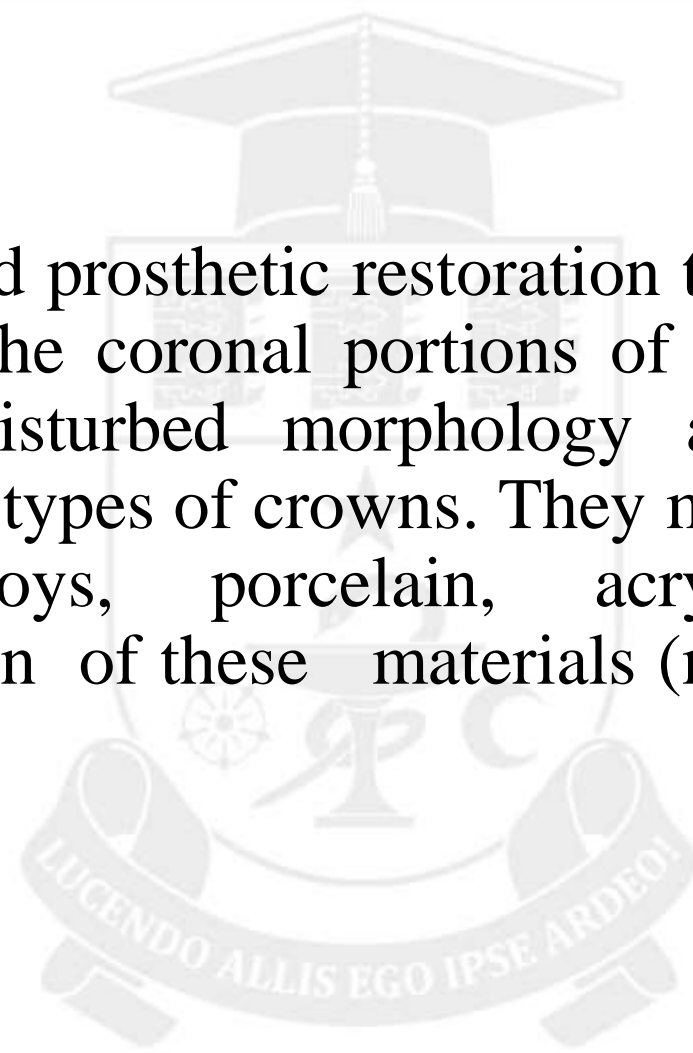 d prosthetic restoration t
he coronal portions of
isturbed morphology a
types of crowns. They n
oys, porcelain, acry
n of these materials (r
LUCENDO ALLIS EGO IPSE ARDEO!